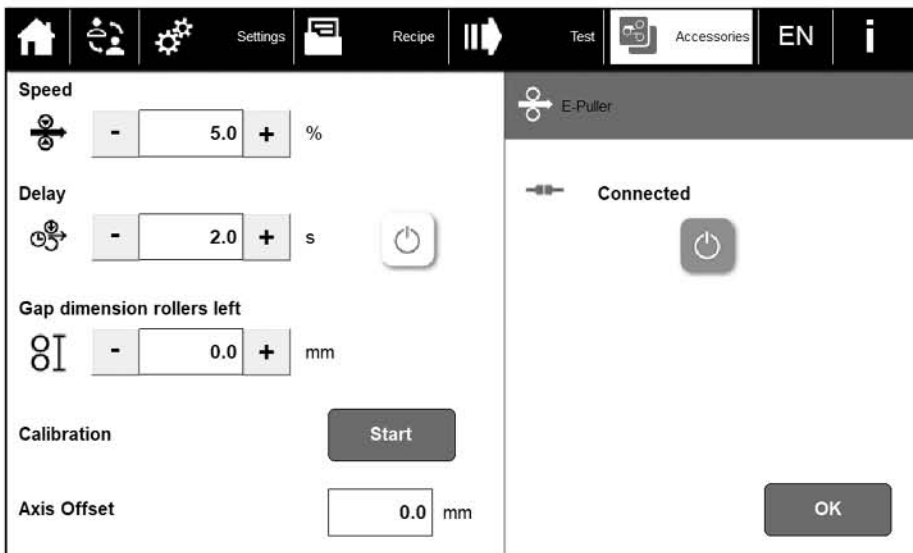 Settings Recipe Test Accessories EN i
Speed
- 5.0 + %
Delay
- 2.0 + s
Gap dimension rollers left
- 0.0 + mm
Calibration Start
Axis Offset 0.0 mm
E-Puller
Connected
OK